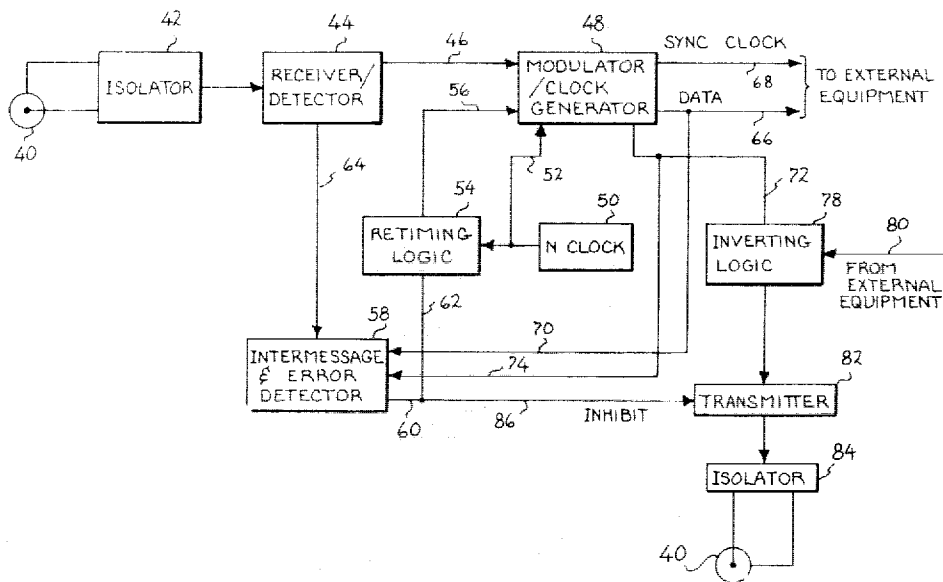 42
44
46
48
SYNC CLOCK
ISOLATOR
RECEIVER/
DETECTOR
MODULATOR
/CLOCK
GENERATOR
68
TO EXTERNAL
EQUIPMENT
56
DATA
66
40
64
52
54
50
72
78
RETIMING
LOGIC
N CLOCK
INVERTING
LOGIC
80
FROM
EXTERNAL
EQUIPMENT
62
58
70
INTERMESSAGE
& ERROR
DETECTOR
74
82
60
86
INHIBIT
TRANSMITTER
84
ISOLATOR
40